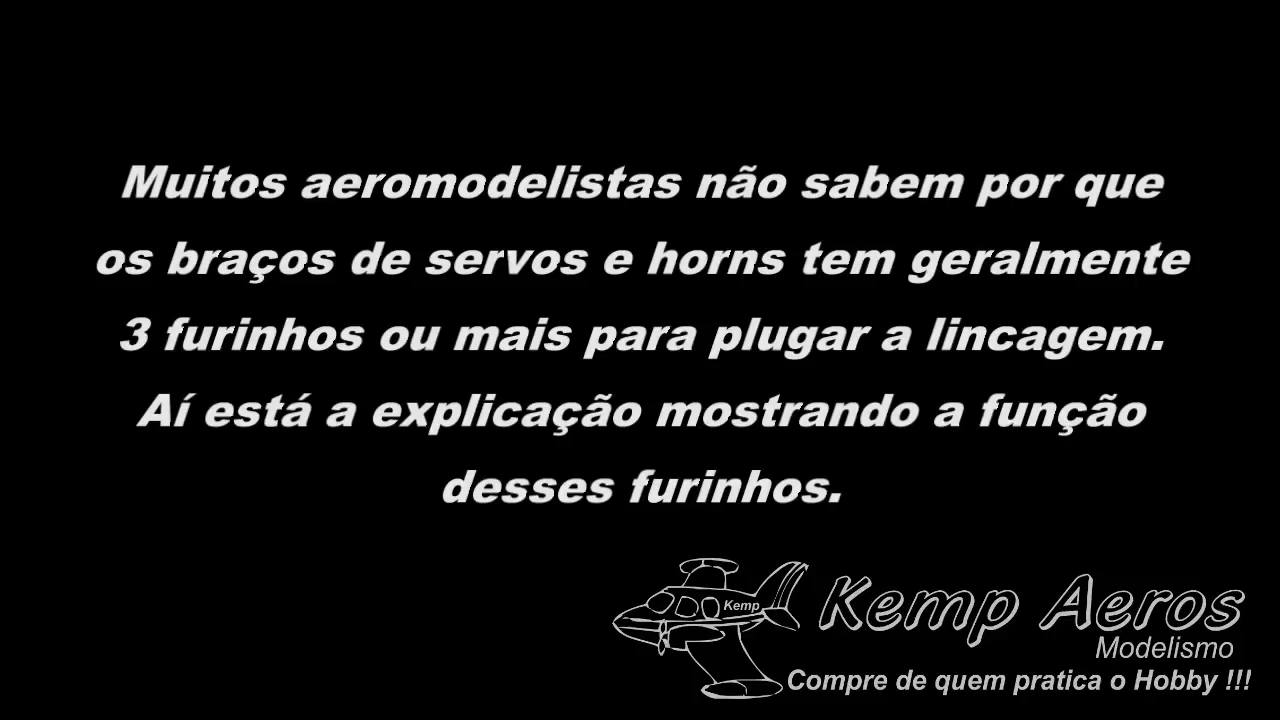 Muitos aeromodelistas não sabem por que
os braços de servos e horns tem geralmente
3 furinhos ou mais para plugar a lincagem.
Aí está a explicação mostrando a função
desses furinhos.
Kemp
Kemp Aeros
Modelismo
Compre de quem pratica o Hobby !!!